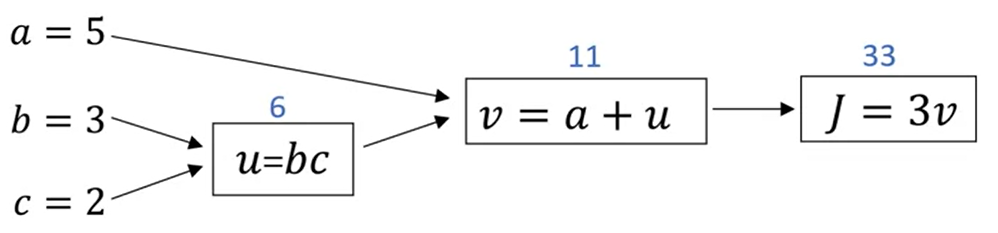 a = 5
b = 3
c = 2
6
u=bc
11
v = a + u
33
J = 3v